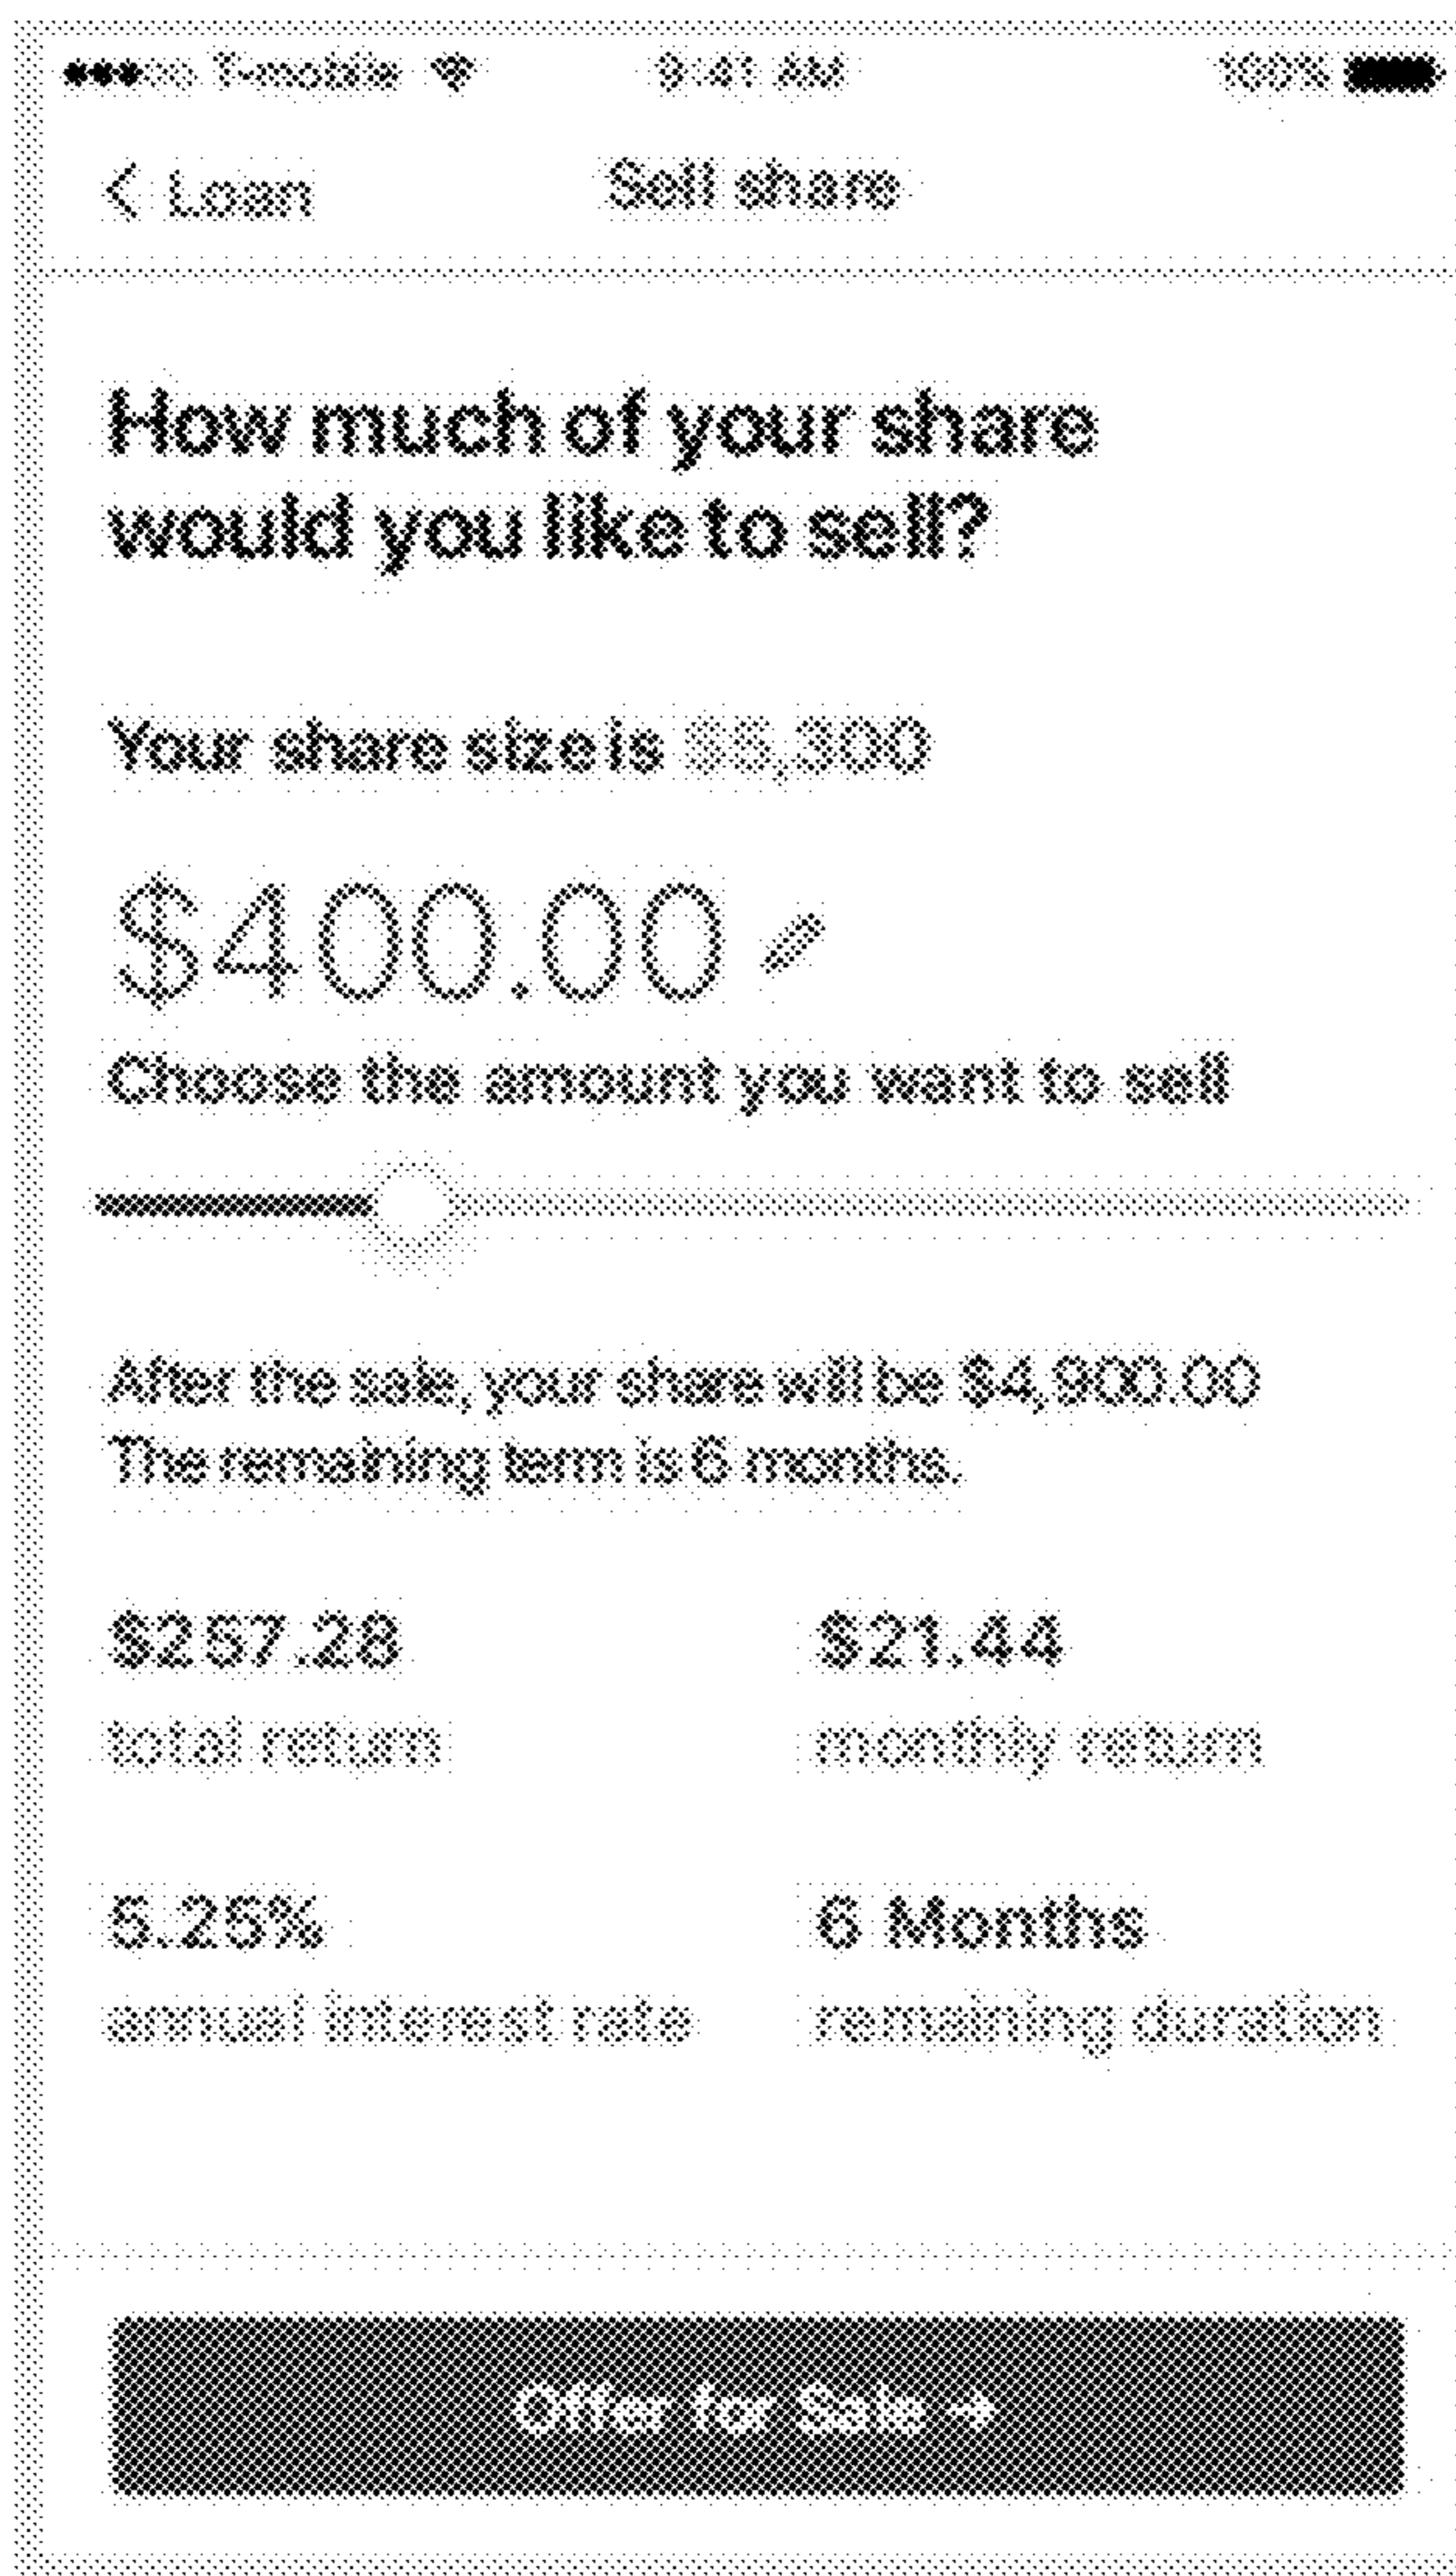 T-mobile 9:41 AM 100%
< Loan Sell share
How much of your share
would you like to sell?
Your share size is $5,300
$400.00
Choose the amount you want to sell
After the sale, your share will be $4,900.00
The remaining term is 6 months.
$257.28 $21.44
total return monthly return
5.25% 6 Months
annual interest rate remaining duration
Offer for Sale →